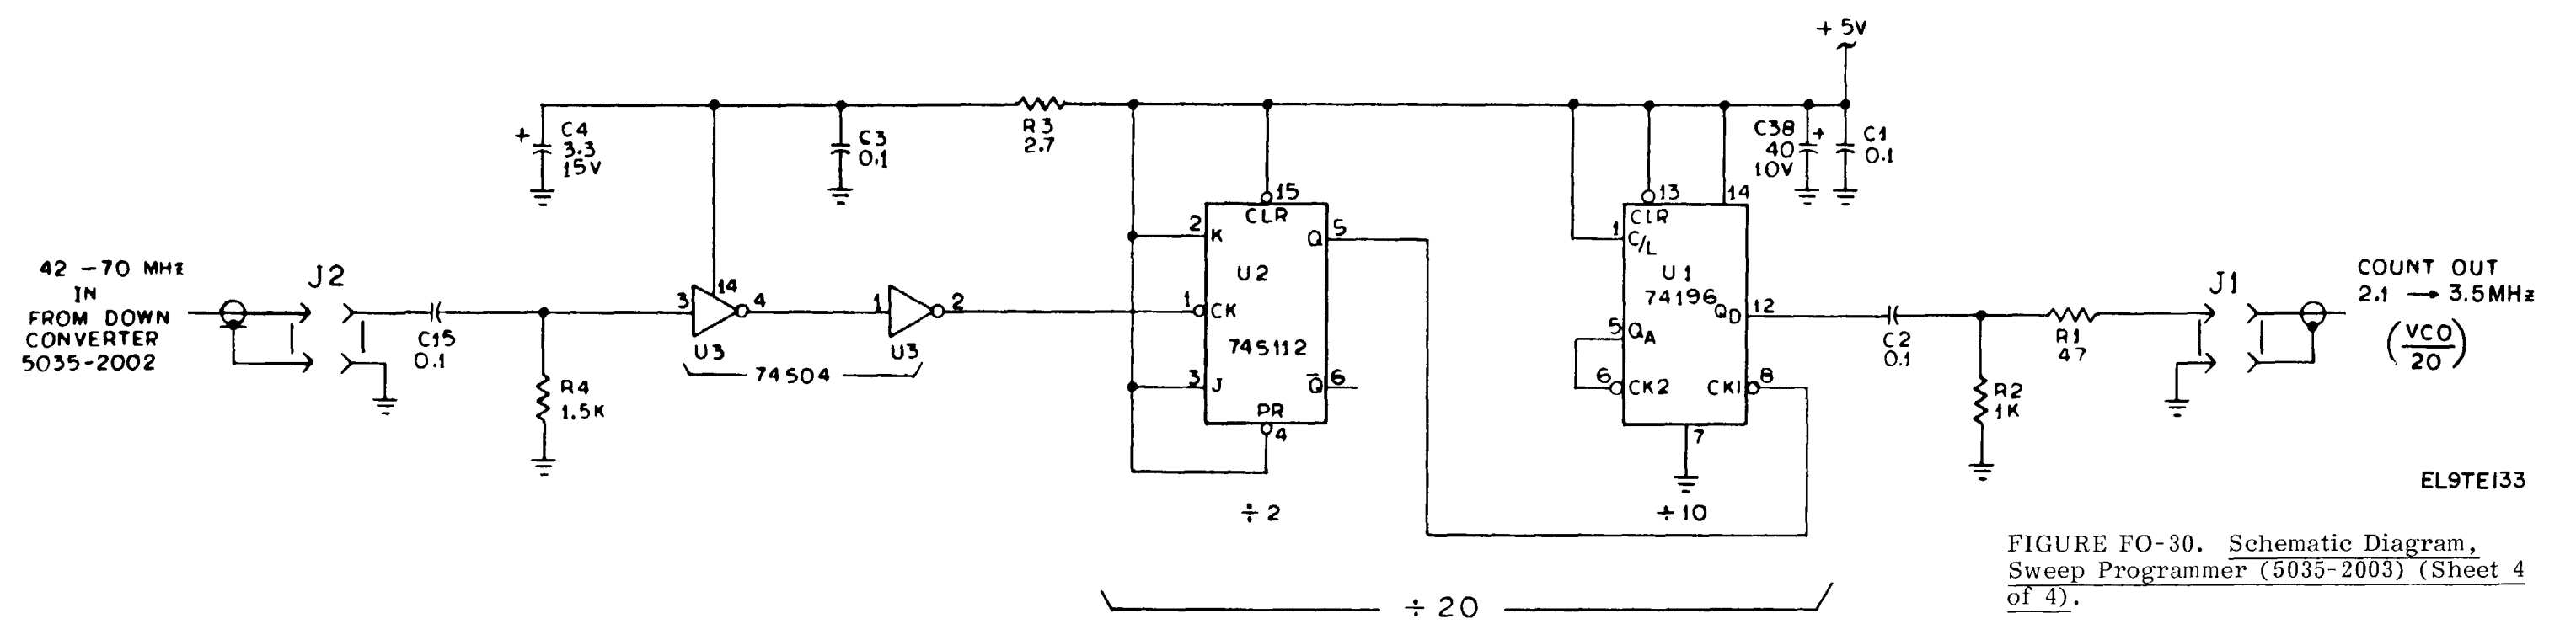 + 5V
+ C4
3.3
15V
C3
0.1
R3
2.7
C38 +
40
10V
C1
0.1
42 -70 MHz
IN
FROM DOWN
CONVERTER
5035-2002
J2
C15
0.1
R4
1.5K
3
14
4
U3
1
2
U3
74S04
15
CLR
2 K
Q 5
U2
1 CK
74S112
3 J
Q̄ 6
PR
4
÷ 2
13
14
CLR
1 C/L
U1
74196
QD 12
5 QA
6 CK2
CK1 8
7
÷ 10
÷ 20
C2
0.1
R2
1K
R1
47
J1
COUNT OUT
2.1 → 3.5MHz
(VCO/20)
EL9TE133
FIGURE FO-30. Schematic Diagram,
Sweep Programmer (5035-2003) (Sheet 4
of 4).